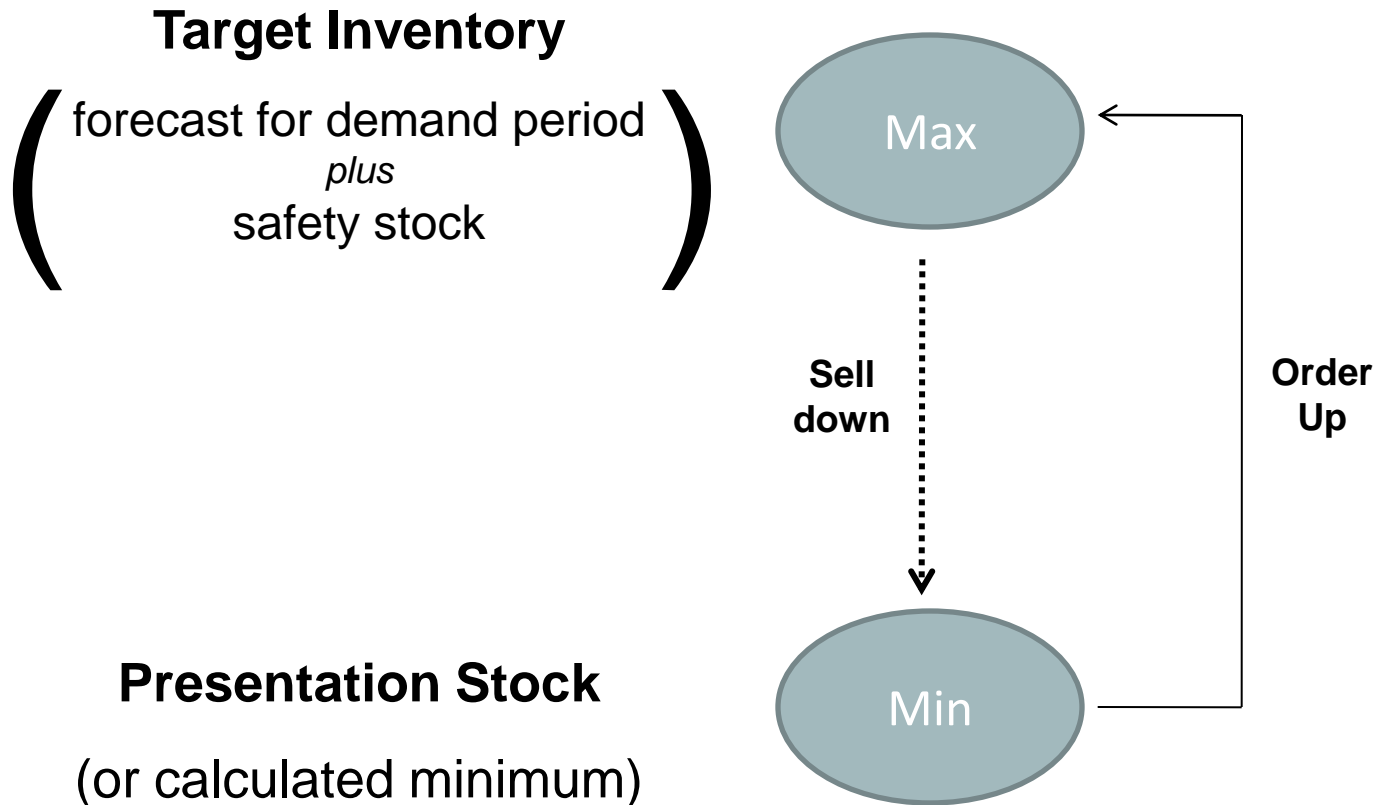 Target Inventory
forecast for demand period
plus
safety stock
Max
Sell
down
Order
Up
Presentation Stock
(or calculated minimum)
Min